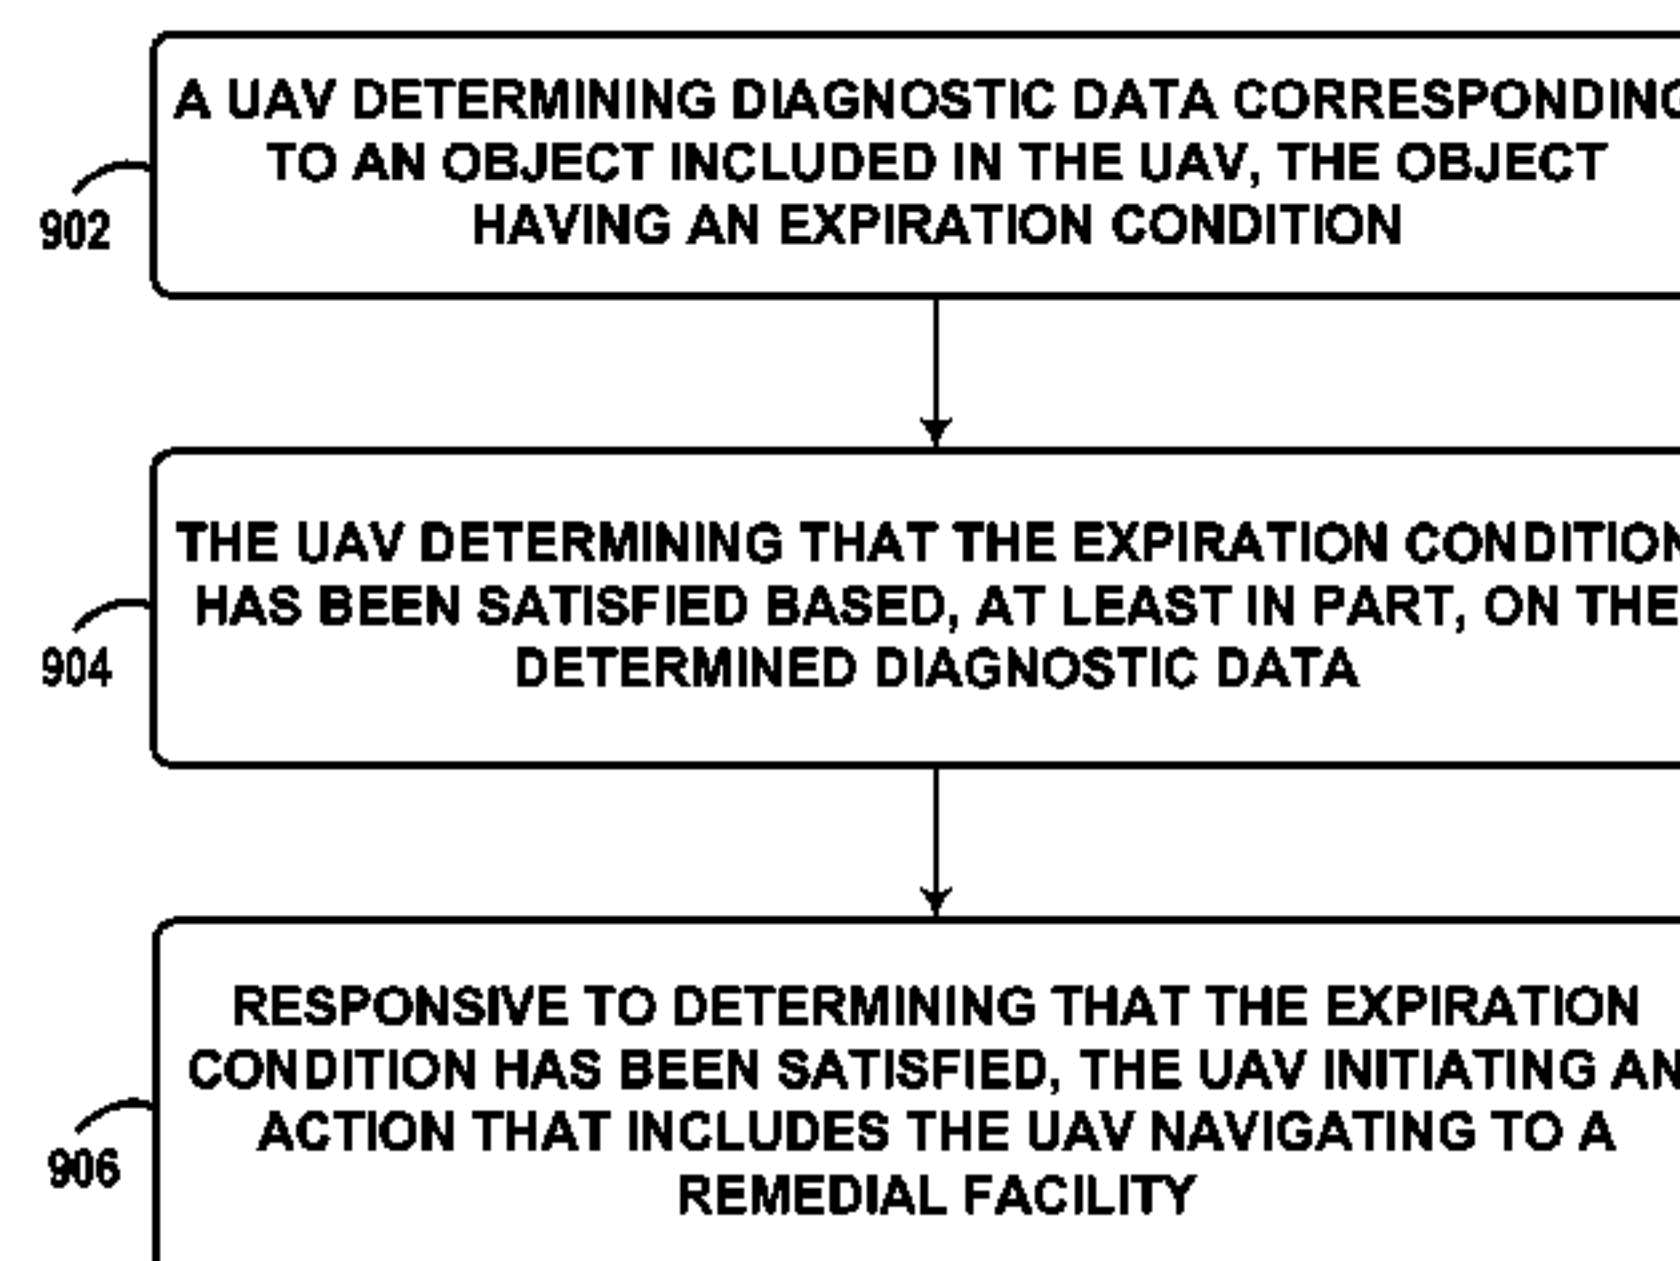 A UAV DETERMINING DIAGNOSTIC DATA CORRESPONDING
TO AN OBJECT INCLUDED IN THE UAV, THE OBJECT
HAVING AN EXPIRATION CONDITION
902
THE UAV DETERMINING THAT THE EXPIRATION CONDITION
HAS BEEN SATISFIED BASED, AT LEAST IN PART, ON THE
DETERMINED DIAGNOSTIC DATA
904
RESPONSIVE TO DETERMINING THAT THE EXPIRATION
CONDITION HAS BEEN SATISFIED, THE UAV INITIATING AN
ACTION THAT INCLUDES THE UAV NAVIGATING TO A
REMEDIAL FACILITY
906